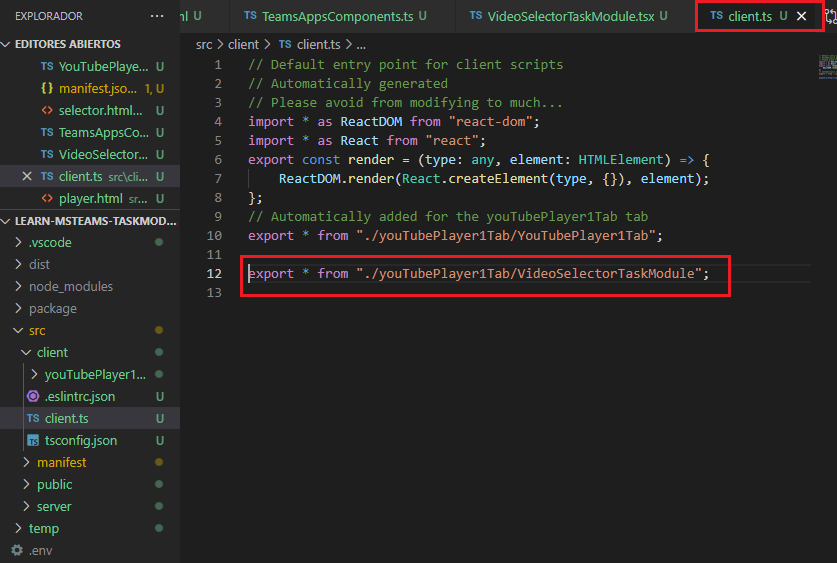 EXPLORADOR ...
nl U
TS TeamsAppsComponents.ts U
TS VideoSelectorTaskModule.tsx U
TS client.ts U
EDITORES ABIERTOS
TS YouTubePlaye... U
{} manifest.jso... 1, U
<> selector.html... U
TS TeamsAppsCo... U
TS VideoSelector... U
TS client.ts src\cli... U
<> player.html sr... U
LEARN-MSTEAMS-TASKMOD...
.vscode
dist
node_modules
package
src
client
youTubePlayer1...
.eslintrc.json U
TS client.ts U
TS tsconfig.json U
manifest
public
server
temp
.env
src > client > TS client.ts > ...
1 // Default entry point for client scripts
2 // Automatically generated
3 // Please avoid from modifying to much...
4 import * as ReactDOM from "react-dom";
5 import * as React from "react";
6 export const render = (type: any, element: HTMLElement) => {
7 ReactDOM.render(React.createElement(type, {}), element);
8 };
9 // Automatically added for the youTubePlayer1Tab tab
10 export * from "./youTubePlayer1Tab/YouTubePlayer1Tab";
11
12 export * from "./youTubePlayer1Tab/VideoSelectorTaskModule";
13